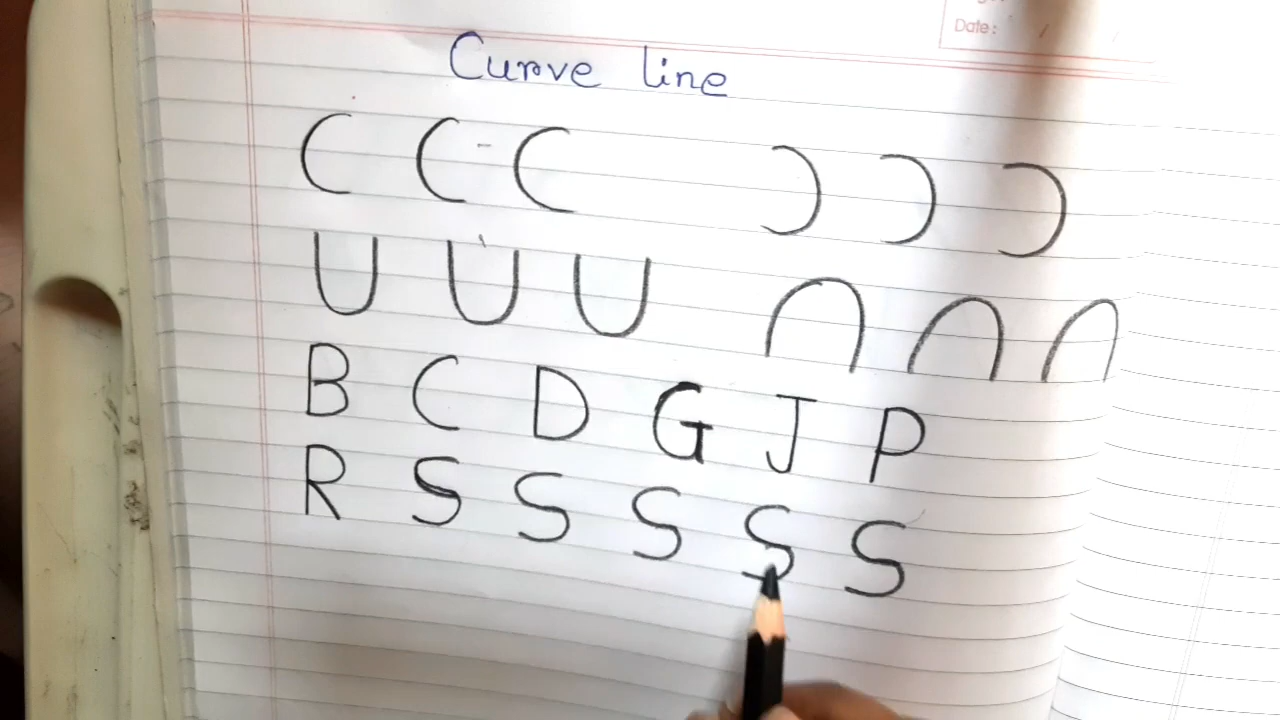 Date: / /
Curve line
( ( ( ) ) )
U U U ∩ ∩ ∩
B C D G J P
R S S S S S